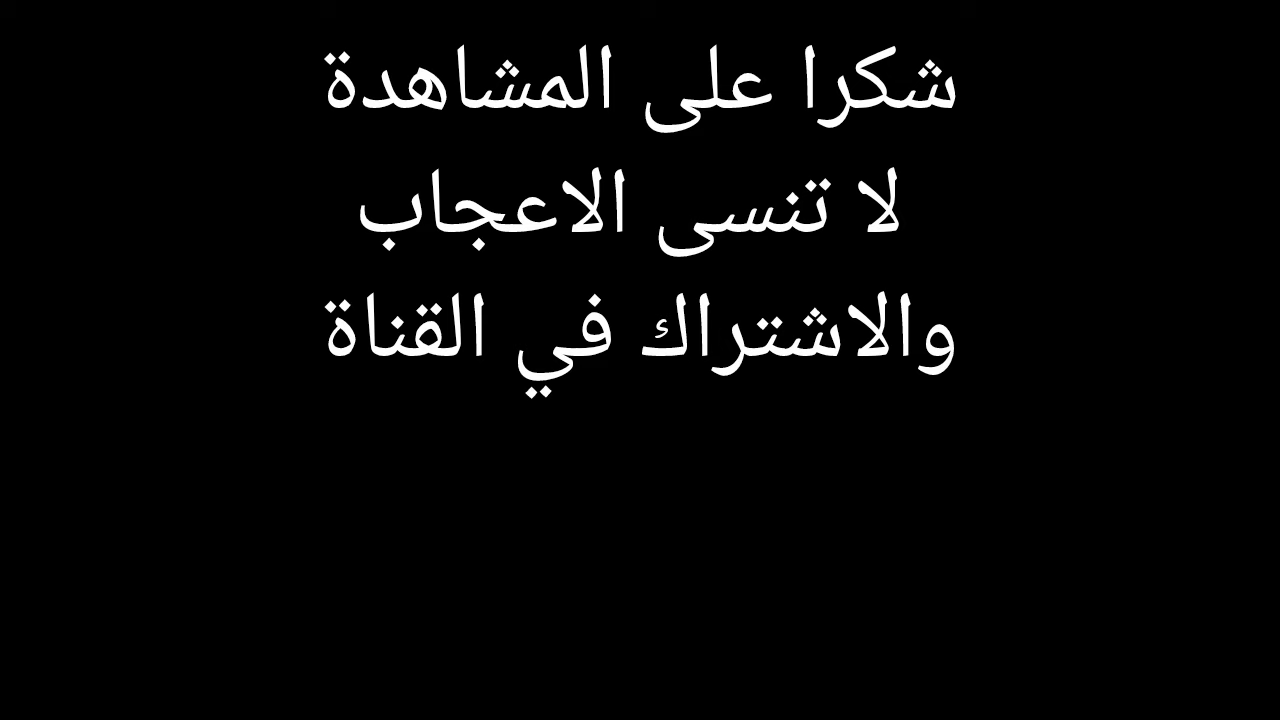 شكرا على المشاهدة
لا تنسى الاعجاب
والاشتراك في القناة